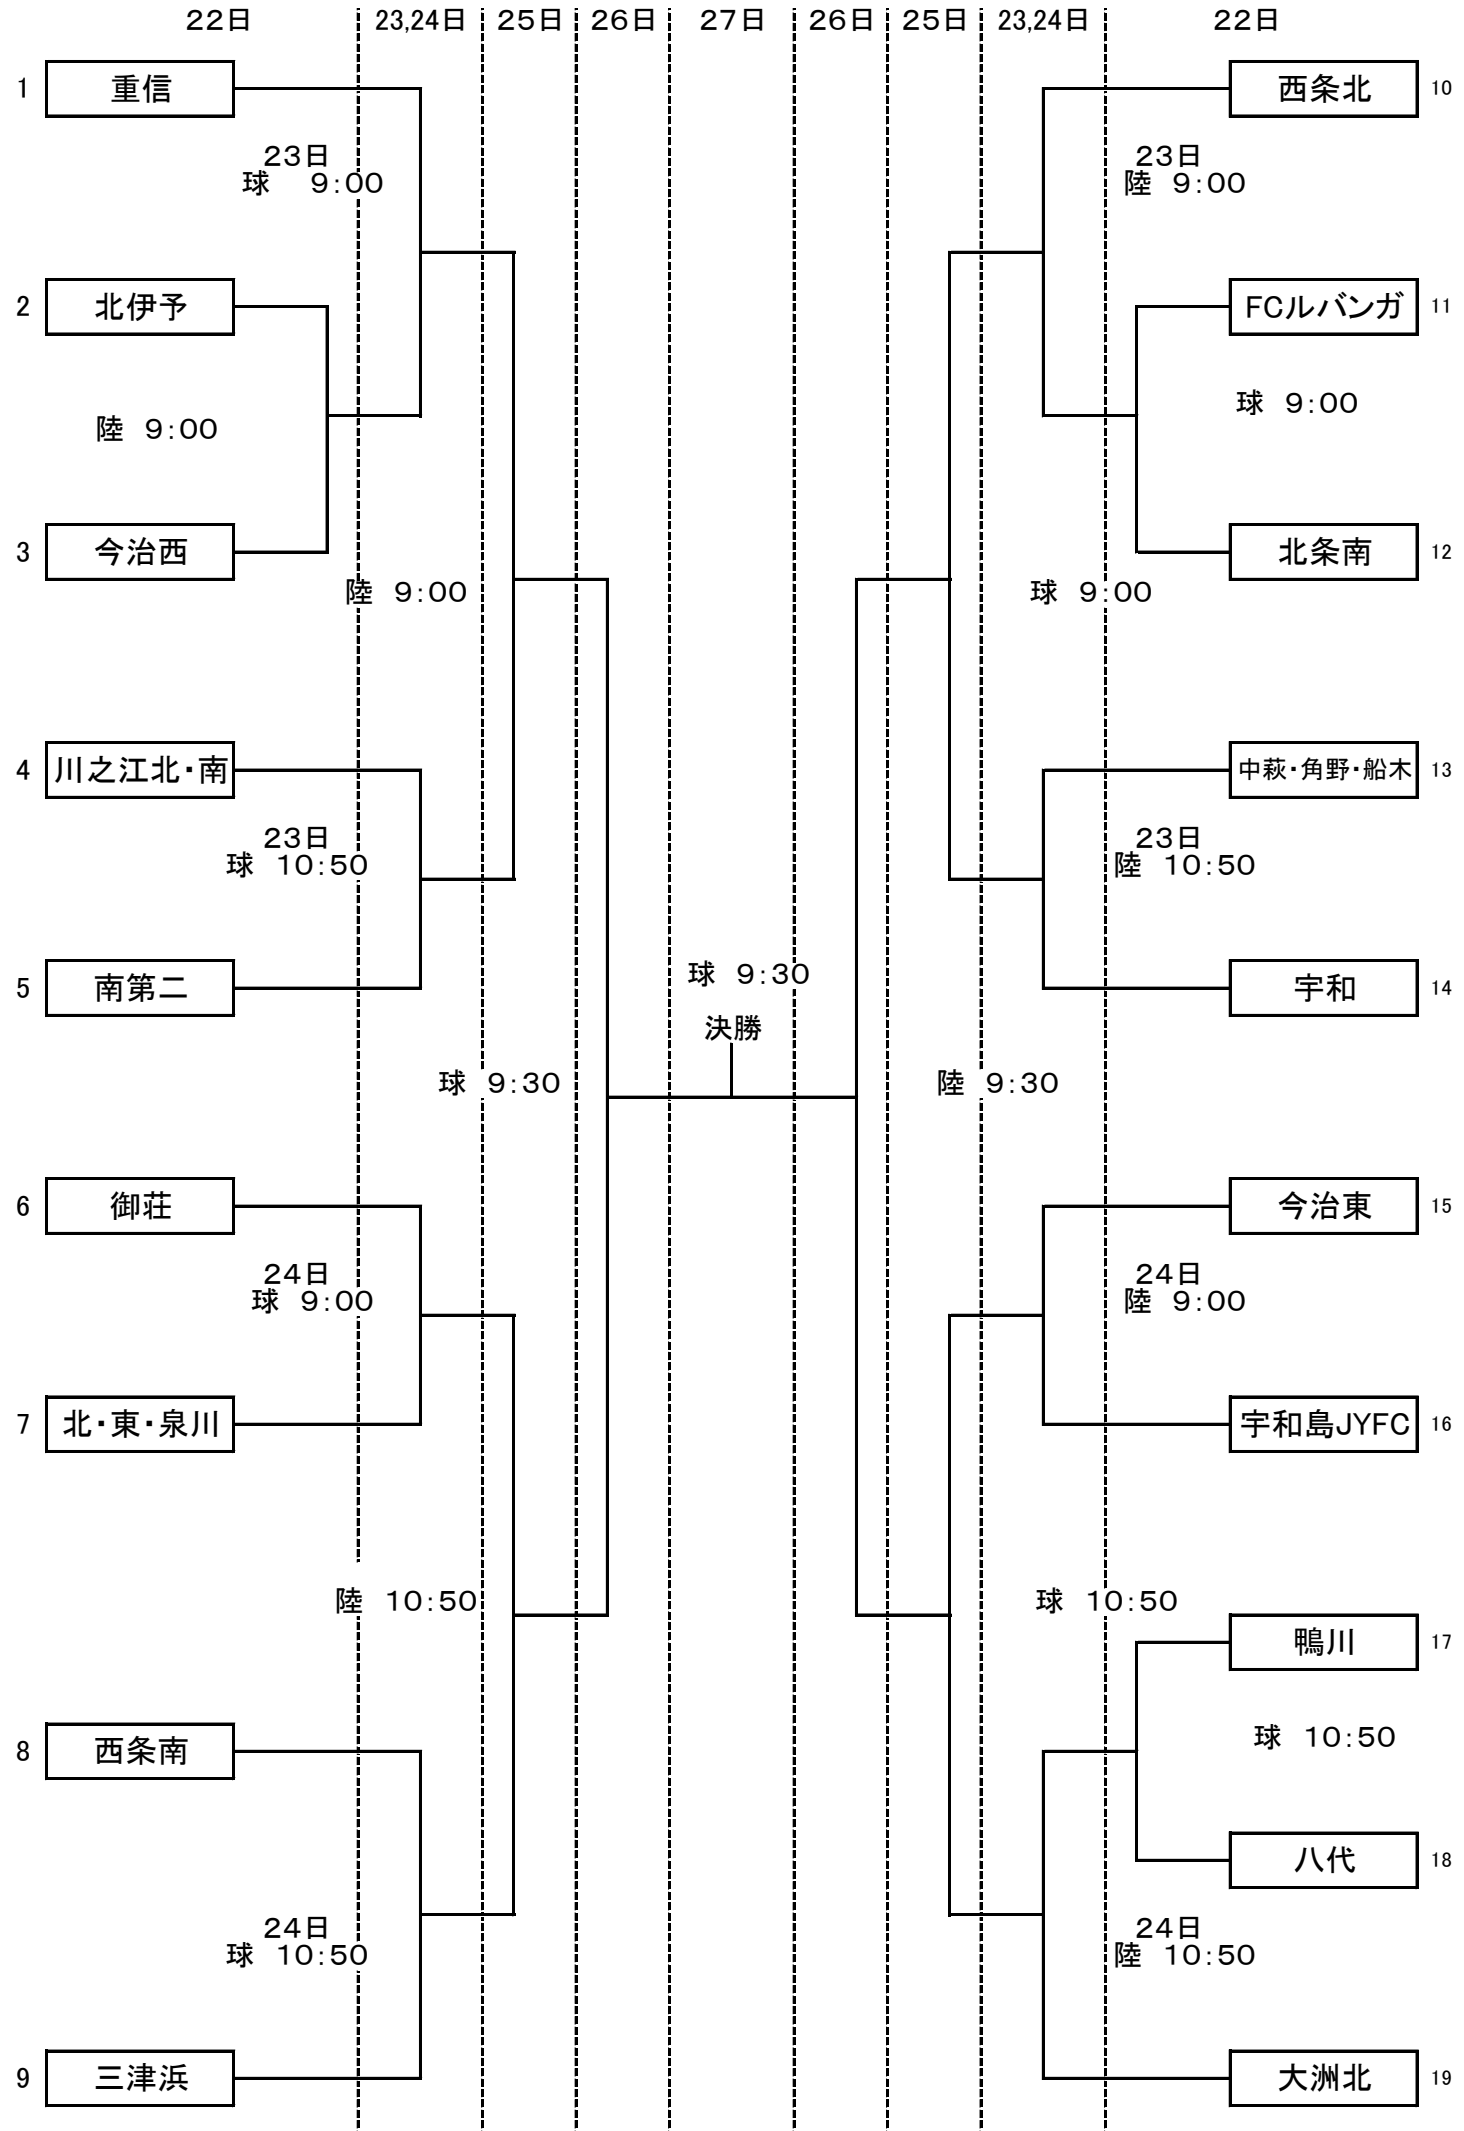 22日 23,24日 25日 26日 27日 26日 25日 23,24日 22日
1 重信
西条北 10
23日
球 9:00
23日
陸 9:00
2 北伊予
FCルバンガ 11
陸 9:00
球 9:00
3 今治西
北条南 12
陸 9:00
球 9:00
4 川之江北・南
中萩・角野・船木 13
23日
球 10:50
23日
陸 10:50
5 南第二
球 9:30
宇和 14
決勝
球 9:30
陸 9:30
6 御荘
今治東 15
24日
球 9:00
24日
陸 9:00
7 北・東・泉川
宇和島JYFC 16
陸 10:50
球 10:50
鴨川 17
8 西条南
球 10:50
八代 18
24日
球 10:50
24日
陸 10:50
9 三津浜
大洲北 19